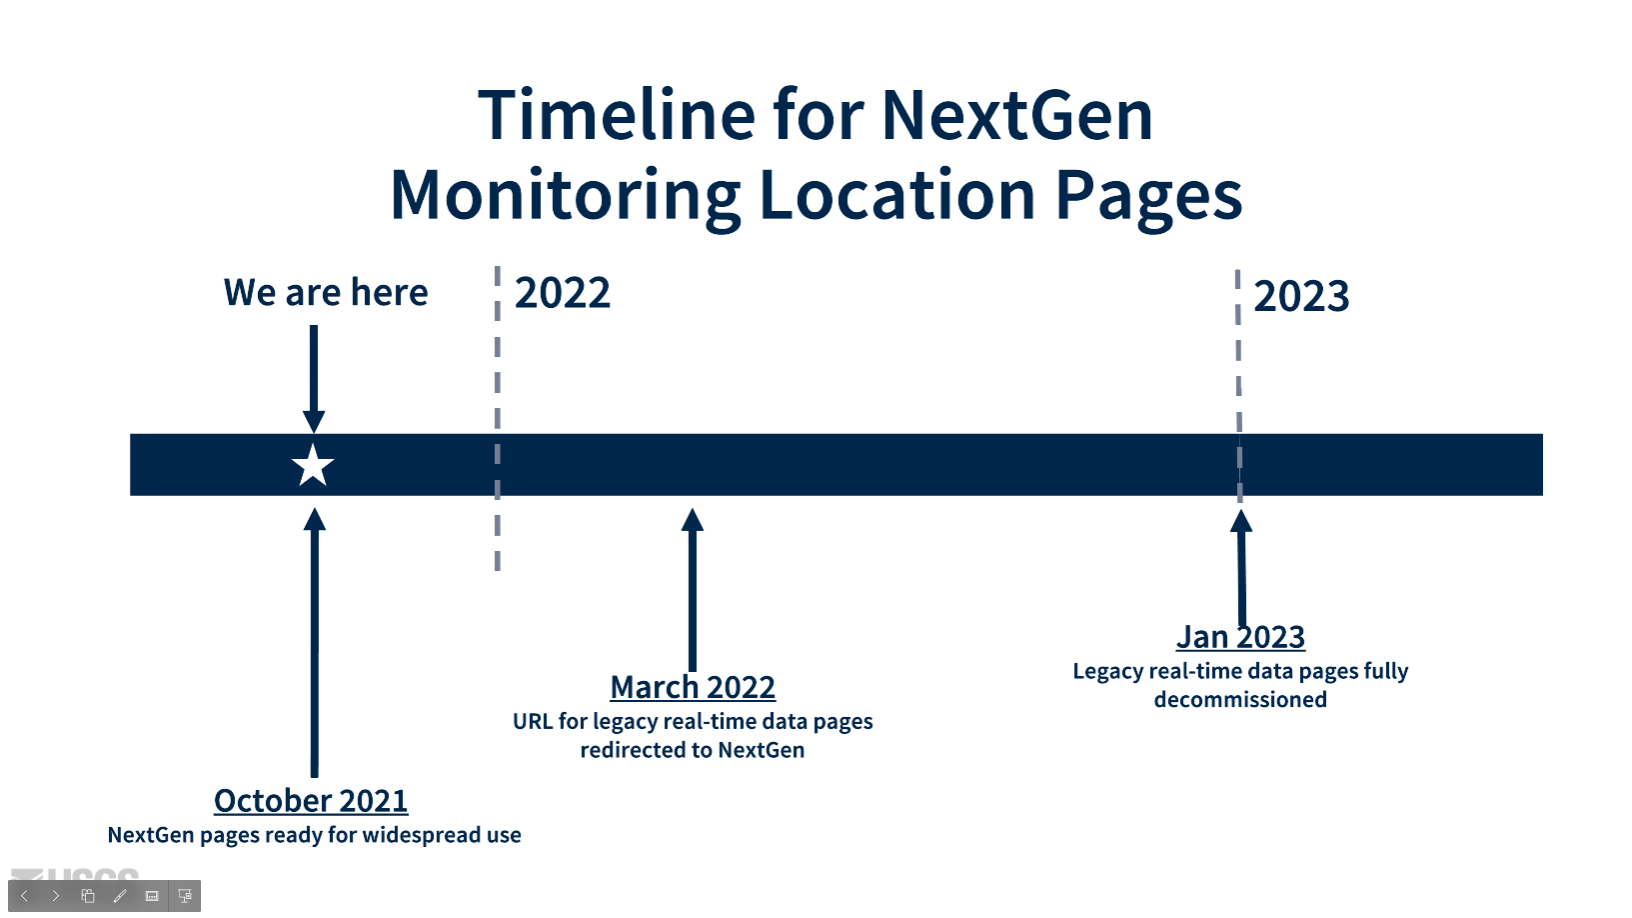 Timeline for NextGen
Monitoring Location Pages
We are here
2022
2023
Jan 2023
Legacy real-time data pages fully
decommissioned
March 2022
URL for legacy real-time data pages
redirected to NextGen
October 2021
NextGen pages ready for widespread use
USGS